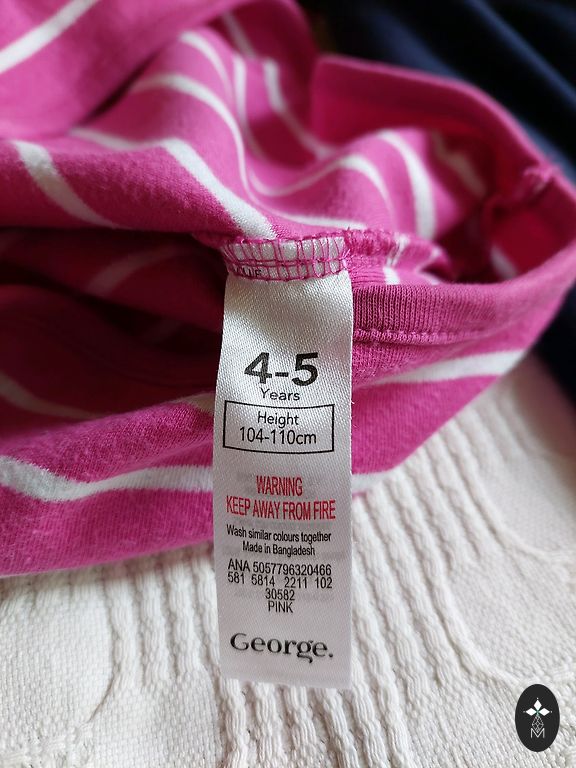 4-5
Years
Height
104-110cm
WARNING
KEEP AWAY FROM FIRE
Wash similar colours together
Made in Bangladesh
ANA 5057796320466
581 5814 2211 102
30582
PINK
George.
M